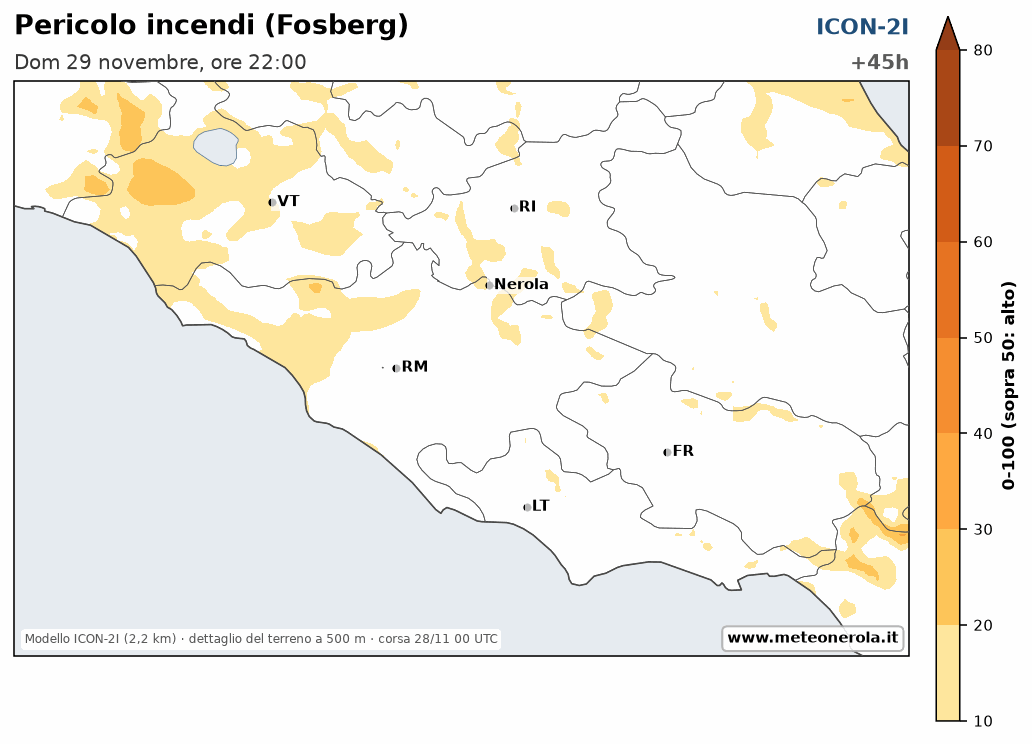 Pericolo incendi (Fosberg)
ICON-2I
Dom 29 novembre, ore 22:00
+45h
VT
RI
Nerola
RM
FR
LT
Modello ICON-2I (2,2 km) · dettaglio del terreno a 500 m · corsa 28/11 00 UTC
www.meteonerola.it
80
70
60
50
40
30
20
10
0-100 (sopra 50: alto)